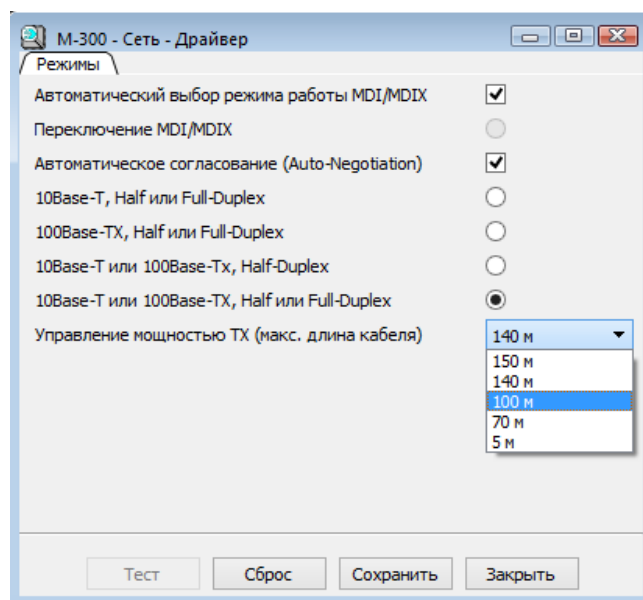 М-300 - Сеть - Драйвер
Режимы
Автоматический выбор режима работы MDI/MDIX
Переключение MDI/MDIX
Автоматическое согласование (Auto-Negotiation)
10Base-T, Half или Full-Duplex
100Base-TX, Half или Full-Duplex
10Base-T или 100Base-Tx, Half-Duplex
10Base-T или 100Base-TX, Half или Full-Duplex
Управление мощностью TX (макс. длина кабеля) 140 м
150 м
140 м
100 м
70 м
5 м
Тест Сброс Сохранить Закрыть